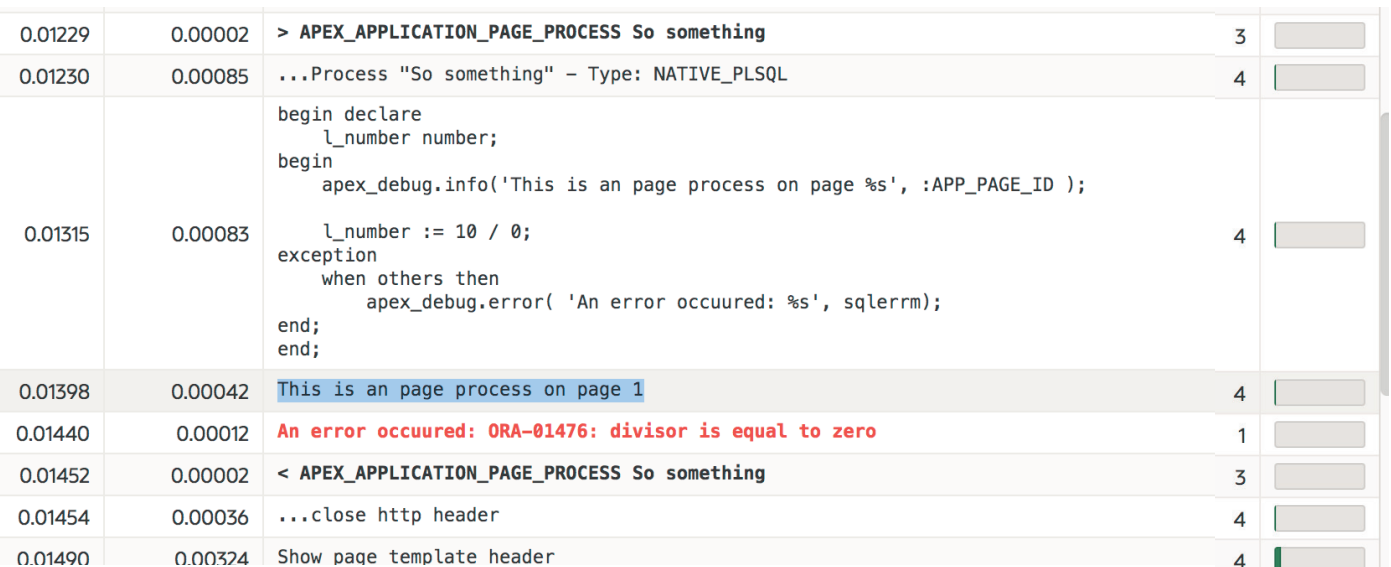 0.01229 0.00002 > APEX_APPLICATION_PAGE_PROCESS So something 3
0.01230 0.00085 ...Process "So something" – Type: NATIVE_PLSQL 4
begin declare
    l_number number;
begin
    apex_debug.info('This is an page process on page %s', :APP_PAGE_ID );
0.01315 0.00083     l_number := 10 / 0; 4
exception
    when others then
        apex_debug.error( 'An error occuured: %s', sqlerrm);
end;
end;
0.01398 0.00042 This is an page process on page 1 4
0.01440 0.00012 An error occuured: ORA–01476: divisor is equal to zero 1
0.01452 0.00002 < APEX_APPLICATION_PAGE_PROCESS So something 3
0.01454 0.00036 ...close http header 4
0.01490 0.00324 Show page template header 4